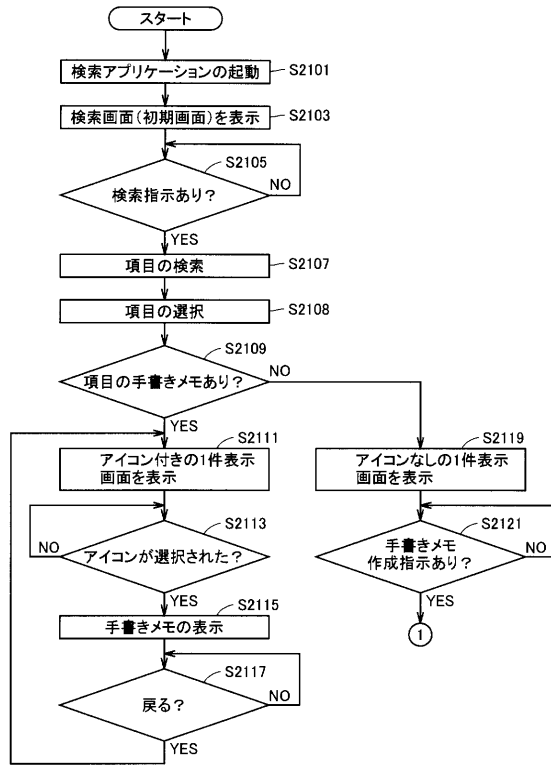 スタート
検索アプリケーションの起動
S2101
検索画面(初期画面)を表示
S2103
S2105
検索指示あり?
NO
YES
項目の検索
S2107
項目の選択
S2108
S2109
項目の手書きメモあり?
NO
YES
S2111
アイコン付きの1件表示
画面を表示
S2113
アイコンが選択された?
NO
YES
S2115
手書きメモの表示
S2117
戻る?
NO
YES
S2119
アイコンなしの1件表示
画面を表示
S2121
手書きメモ
作成指示あり?
NO
YES
1